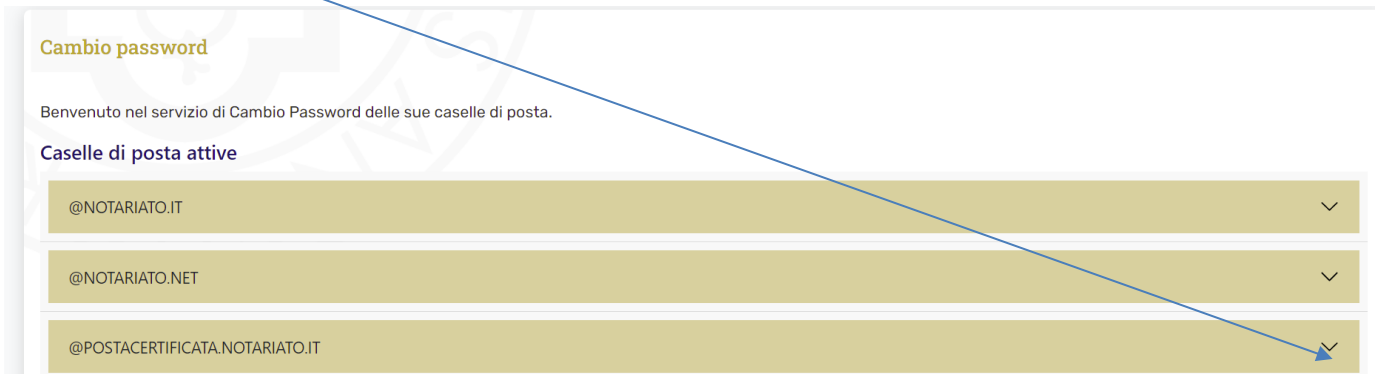 Cambio password
Benvenuto nel servizio di Cambio Password delle sue caselle di posta.
Caselle di posta attive
@NOTARIATO.IT
@NOTARIATO.NET
@POSTACERTIFICATA.NOTARIATO.IT